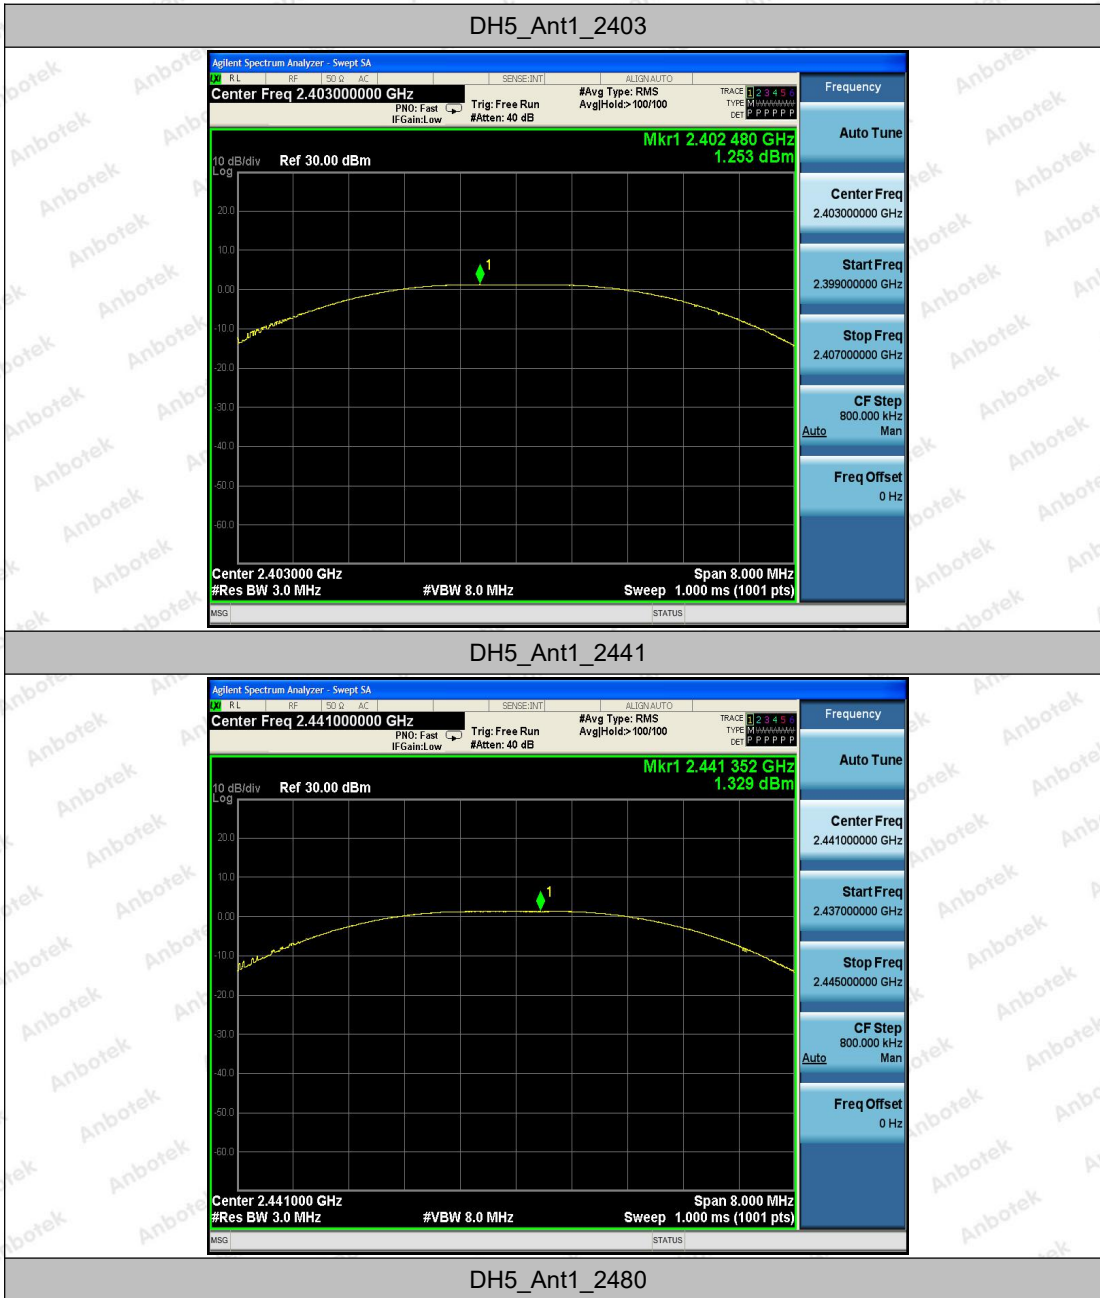 DH5_Ant1_2403
Agilent Spectrum Analyzer - Swept SA
LXI RL RF 50 Ω AC SENSE:INT ALIGNAUTO
Center Freq 2.403000000 GHz
PNO: Fast
IFGain:Low
Trig: Free Run
#Atten: 40 dB
#Avg Type: RMS
Avg|Hold:>100/100
TRACE 1 2 3 4 5 6
TYPE M
DET P P P P P P
Mkr1 2.402 480 GHz
1.253 dBm
10 dB/div Ref 30.00 dBm
Log
20.0
10.0
0.00
-10.0
-20.0
-30.0
-40.0
-50.0
-60.0
1
Center 2.403000 GHz Span 8.000 MHz
#Res BW 3.0 MHz #VBW 8.0 MHz Sweep 1.000 ms (1001 pts)
MSG STATUS
Frequency
Auto Tune
Center Freq
2.403000000 GHz
Start Freq
2.399000000 GHz
Stop Freq
2.407000000 GHz
CF Step
800.000 kHz
Auto Man
Freq Offset
0 Hz
DH5_Ant1_2441
Agilent Spectrum Analyzer - Swept SA
LXI RL RF 50 Ω AC SENSE:INT ALIGNAUTO
Center Freq 2.441000000 GHz
PNO: Fast
IFGain:Low
Trig: Free Run
#Atten: 40 dB
#Avg Type: RMS
Avg|Hold:>100/100
TRACE 1 2 3 4 5 6
TYPE M
DET P P P P P P
Mkr1 2.441 352 GHz
1.329 dBm
10 dB/div Ref 30.00 dBm
Log
20.0
10.0
0.00
-10.0
-20.0
-30.0
-40.0
-50.0
-60.0
1
Center 2.441000 GHz Span 8.000 MHz
#Res BW 3.0 MHz #VBW 8.0 MHz Sweep 1.000 ms (1001 pts)
MSG STATUS
Frequency
Auto Tune
Center Freq
2.441000000 GHz
Start Freq
2.437000000 GHz
Stop Freq
2.445000000 GHz
CF Step
800.000 kHz
Auto Man
Freq Offset
0 Hz
DH5_Ant1_2480
Anbotek